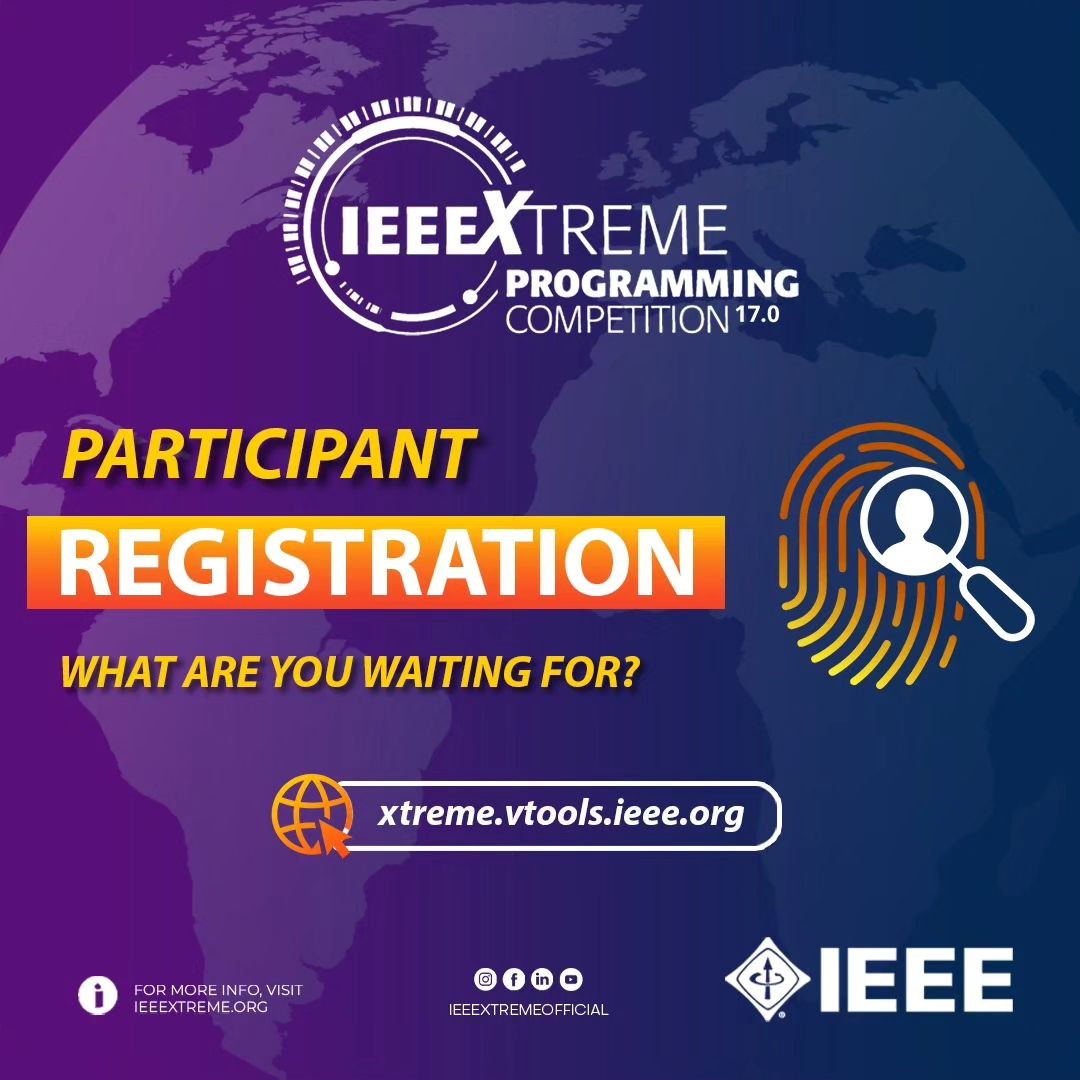 IEEEXTREME
PROGRAMMING
COMPETITION 17.0
PARTICIPANT
REGISTRATION
WHAT ARE YOU WAITING FOR?
xtreme.vtools.ieee.org
i FOR MORE INFO, VISIT
IEEEXTREME.ORG
f in
IEEEXTREMEOFFICIAL
IEEE
®